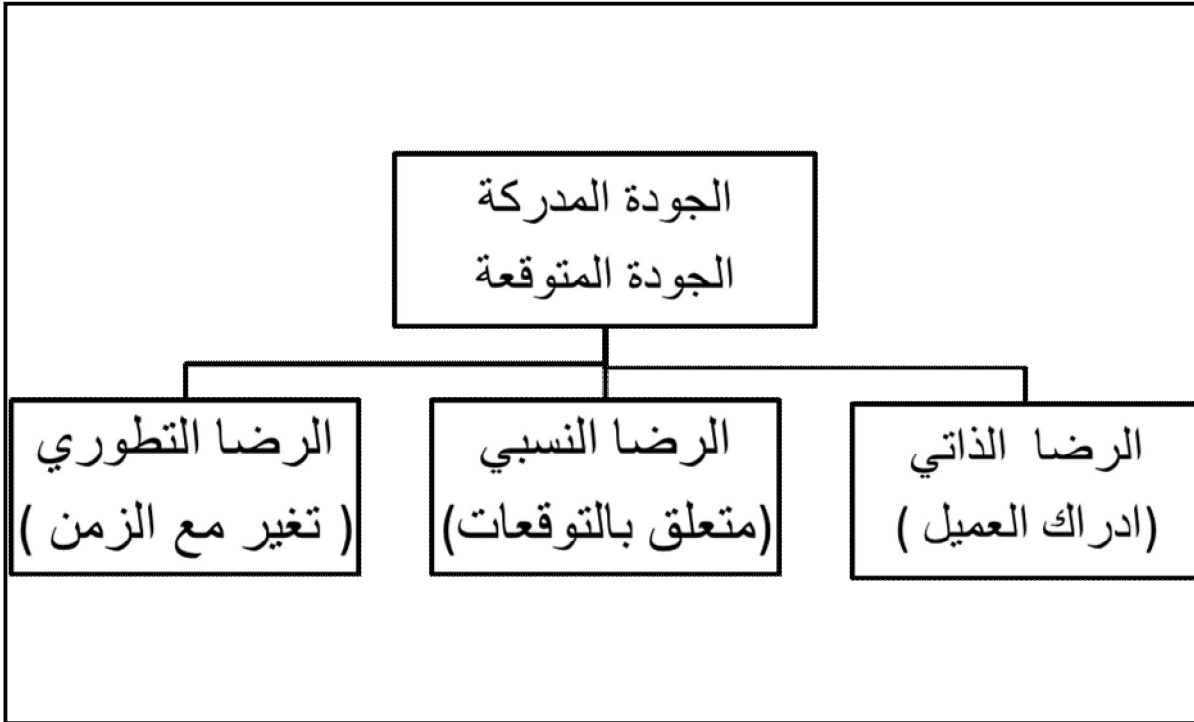 الجودة المدركة
الجودة المتوقعة
الرضا الذاتي
(ادراك العميل )
الرضا النسبي
(متعلق بالتوقعات)
الرضا التطوري
( تغير مع الزمن )